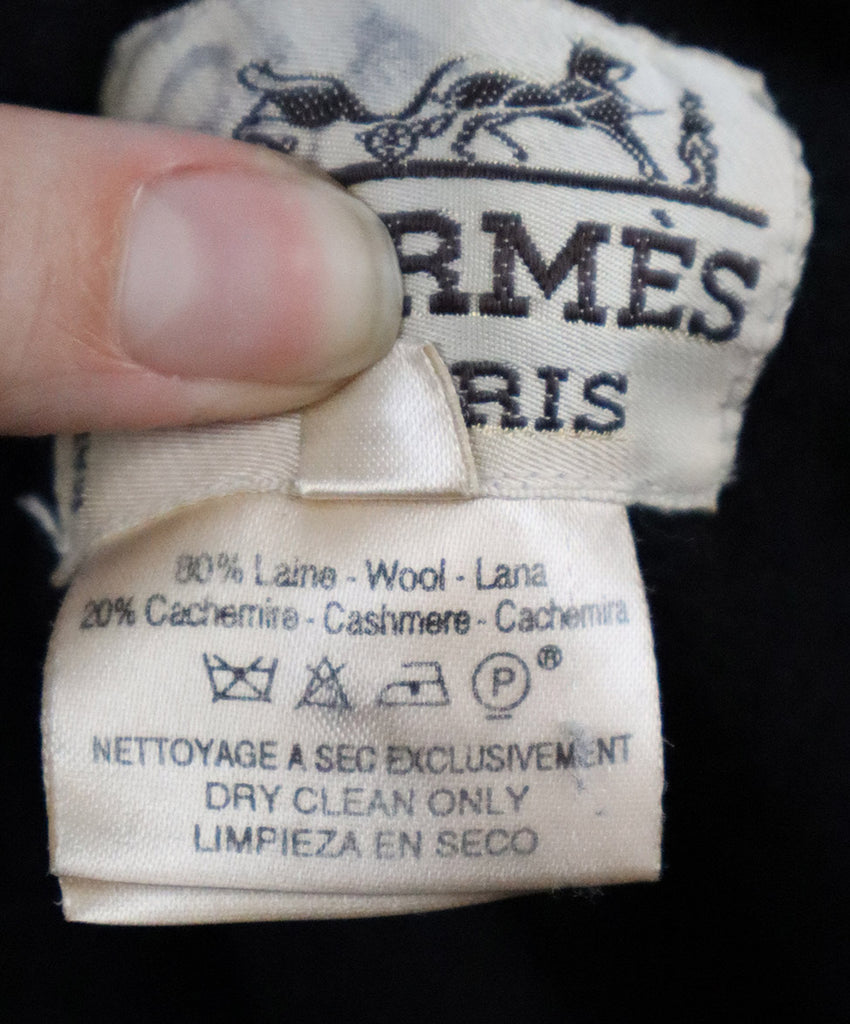 RMÈS
RIS
80% Laine - Wool - Lana
20% Cachemire - Cashmere - Cachemira
P ®
NETTOYAGE A SEC EXCLUSIVEMENT
DRY CLEAN ONLY
LIMPIEZA EN SECO